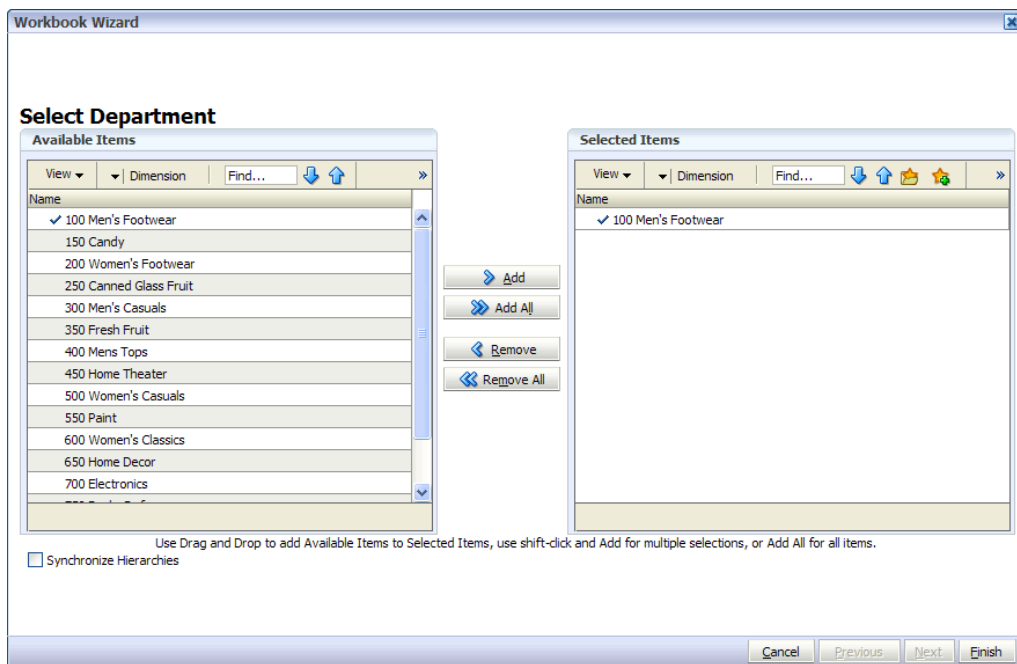 Workbook Wizard
Select Department
Available Items
View Dimension Find... »
Name
100 Men's Footwear
150 Candy
200 Women's Footwear
250 Canned Glass Fruit
300 Men's Casuals
350 Fresh Fruit
400 Mens Tops
450 Home Theater
500 Women's Casuals
550 Paint
600 Women's Classics
650 Home Decor
700 Electronics
Add
Add All
Remove
Remove All
Selected Items
View Dimension Find... »
Name
100 Men's Footwear
Use Drag and Drop to add Available Items to Selected Items, use shift-click and Add for multiple selections, or Add All for all items.
Synchronize Hierarchies
Cancel Previous Next Finish